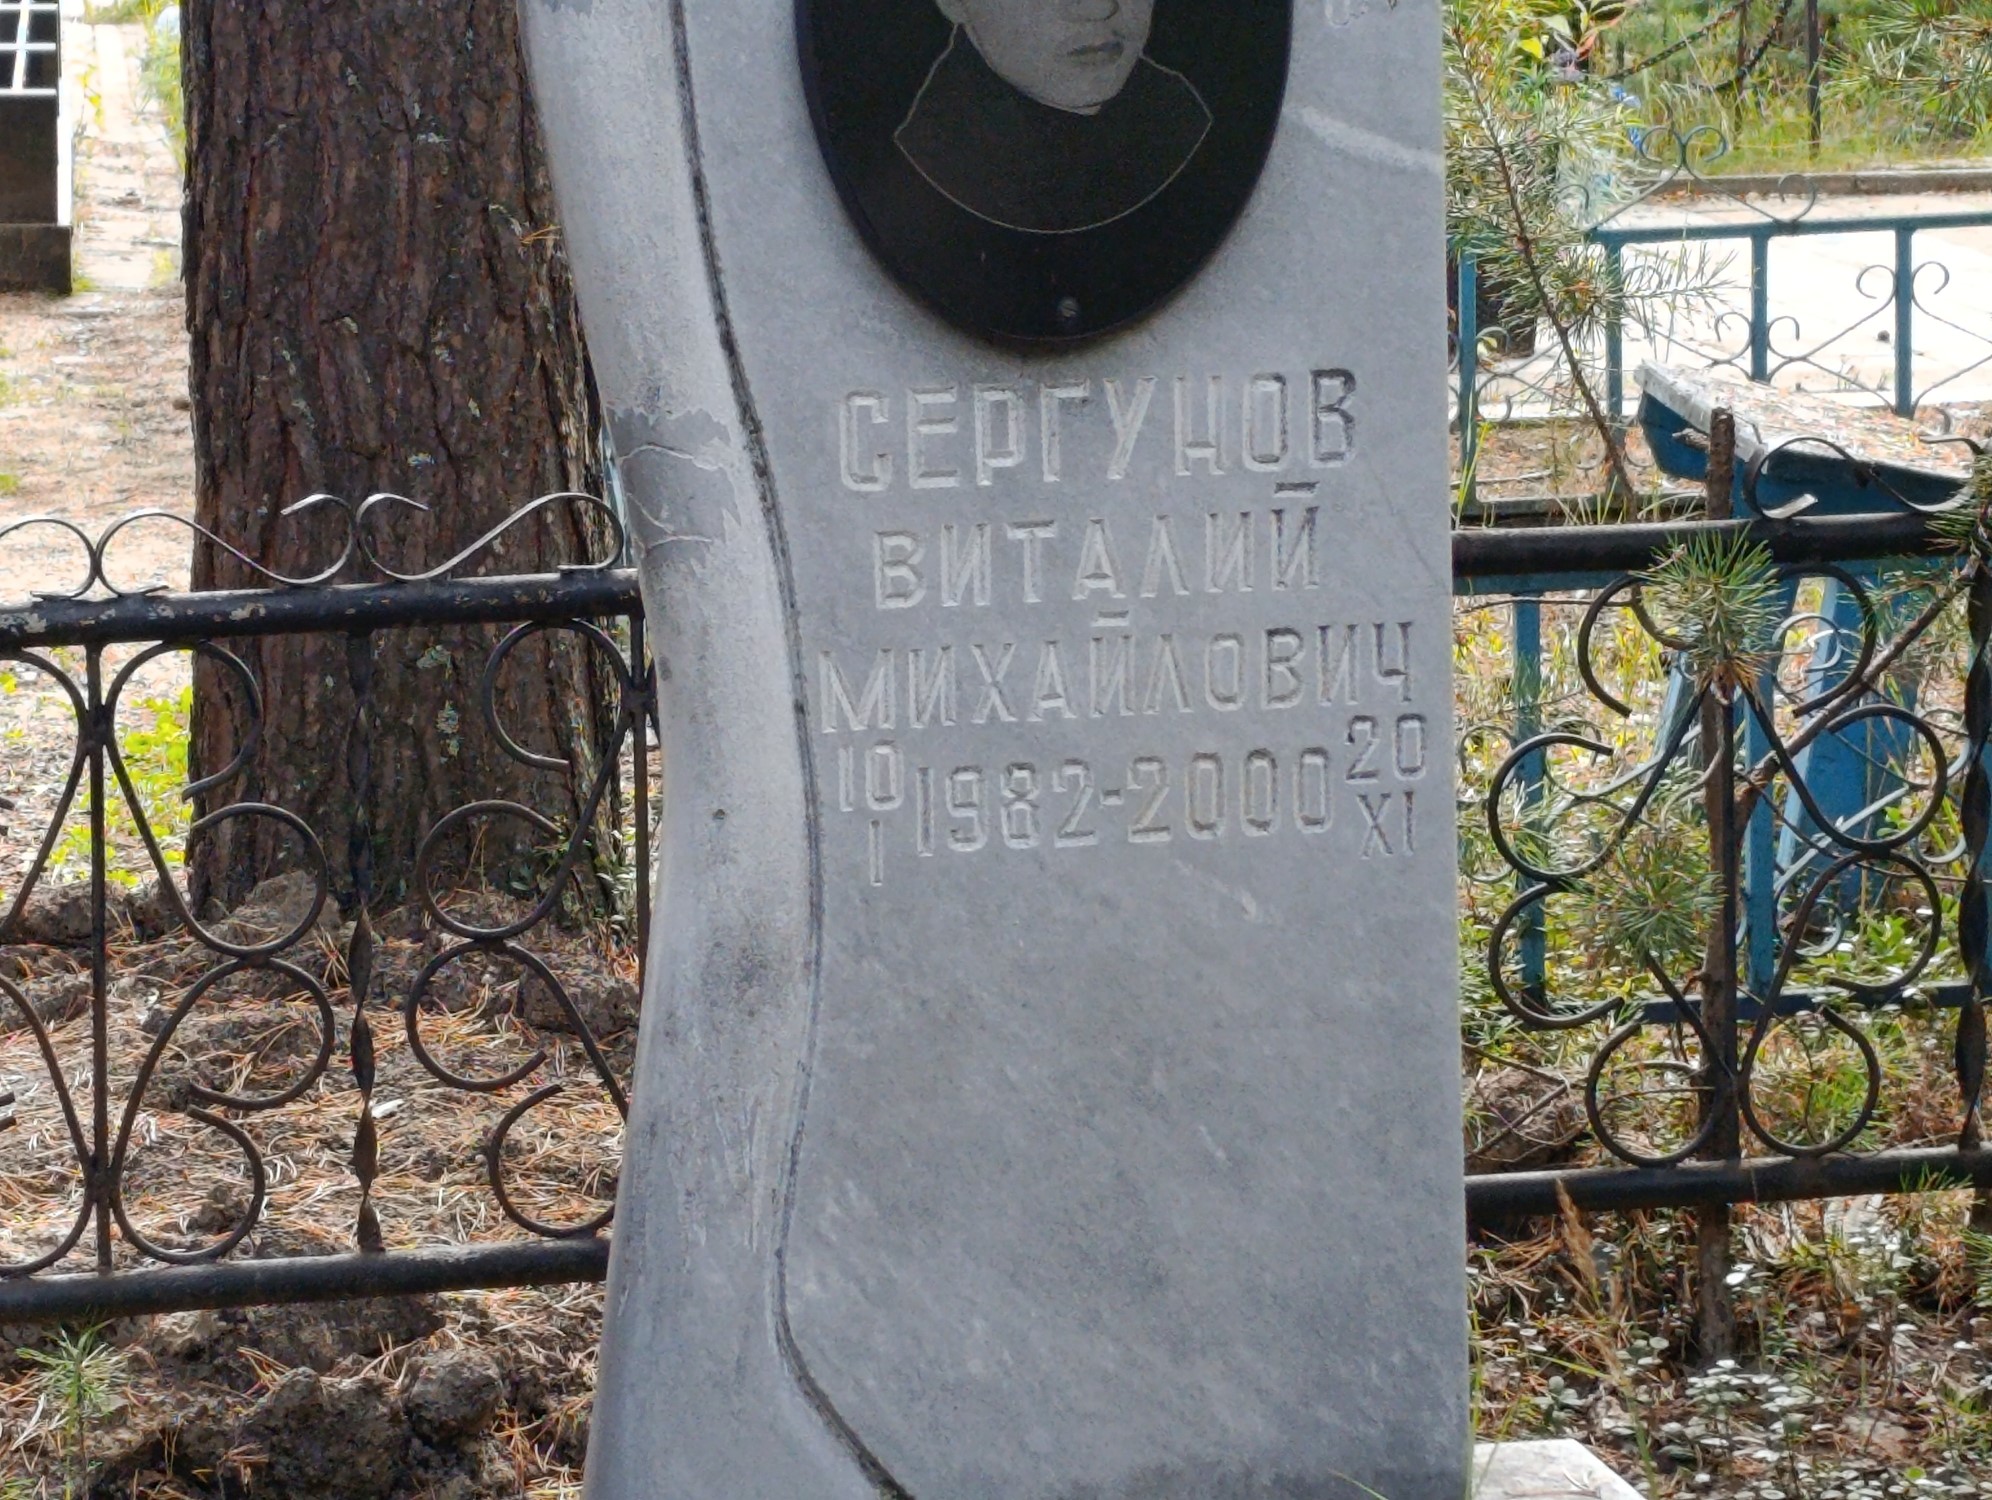 СЕРГУНОВ
ВИТАЛИЙ
МИХАЙЛОВИЧ
10 1982-2000 20
I XI